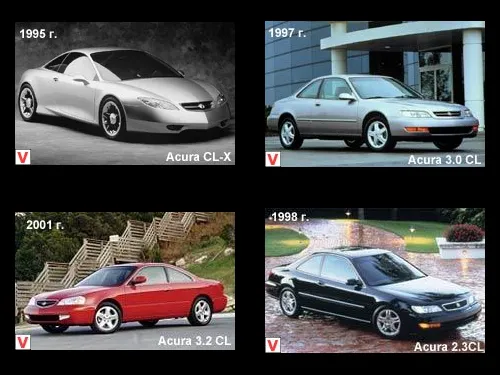 1995 г.
V
Acura CL-X
1997 г.
V
Acura 3.0 CL
2001 г.
V
Acura 3.2 CL
1998 г.
V
Acura 2.3CL